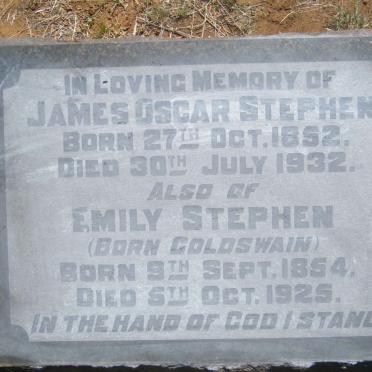 IN LOVING MEMORY OF
JAMES OSCAR STEPHEN
BORN 27TH OCT. 1852.
DIED 30TH JULY 1932.
ALSO OF
EMILY STEPHEN
(BORN GOLDSWAIN)
BORN 9TH SEPT. 1854.
DIED 5TH OCT. 1925.
IN THE HAND OF GOD I STAND